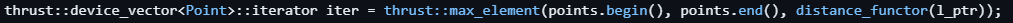 thrust::device_vector<Point>::iterator iter = thrust::max_element(points.begin(), points.end(), distance_functor(l_ptr));